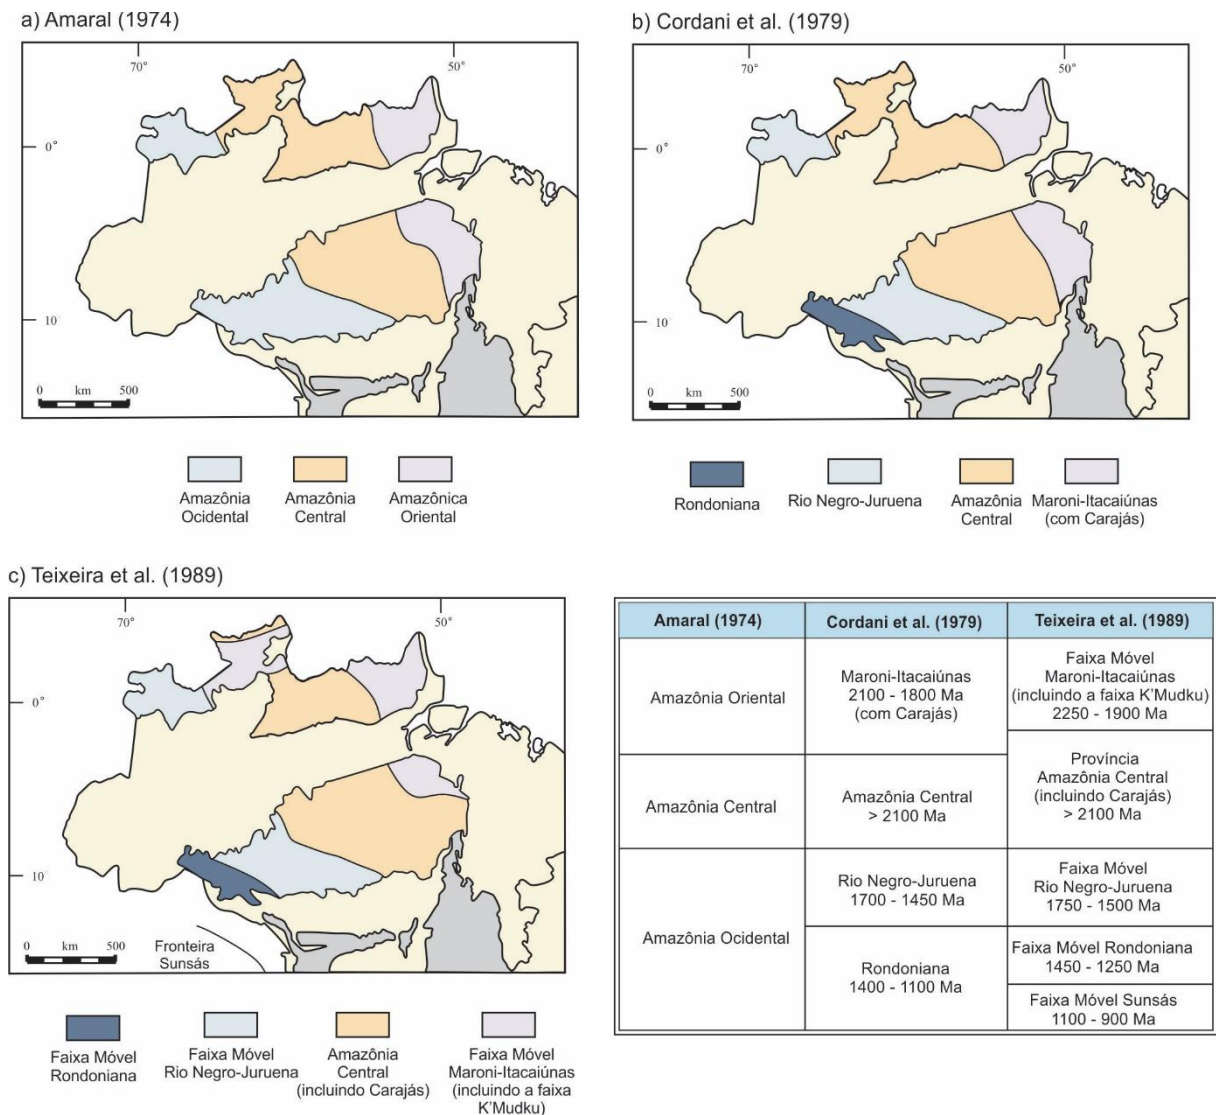 a) Amaral (1974)
70°
50°
0°
10
0 km 500
Amazônia
Ocidental
Amazônia
Central
Amazônica
Oriental
b) Cordani et al. (1979)
70°
50°
0°
10
0 km 500
Rondoniana
Rio Negro-Juruena
Amazônia
Central
Maroni-Itacaiúnas
(com Carajás)
c) Teixeira et al. (1989)
70°
50°
0°
10
0 km 500
Fronteira
Sunsás
Faixa Móvel
Rondoniana
Faixa Móvel
Rio Negro-Juruena
Amazônia
Central
(incluindo Carajás)
Faixa Móvel
Maroni-Itacaiúnas
(incluindo a faixa
K'Mudku)
Amaral (1974)
Cordani et al. (1979)
Teixeira et al. (1989)
Amazônia Oriental
Maroni-Itacaiúnas
2100 - 1800 Ma
(com Carajás)
Faixa Móvel
Maroni-Itacaiúnas
(incluindo a faixa K'Mudku)
2250 - 1900 Ma
Amazônia Central
Amazônia Central
> 2100 Ma
Província
Amazônia Central
(incluindo Carajás)
> 2100 Ma
Amazônia Ocidental
Rio Negro-Juruena
1700 - 1450 Ma
Faixa Móvel
Rio Negro-Juruena
1750 - 1500 Ma
Rondoniana
1400 - 1100 Ma
Faixa Móvel Rondoniana
1450 - 1250 Ma
Faixa Móvel Sunsás
1100 - 900 Ma